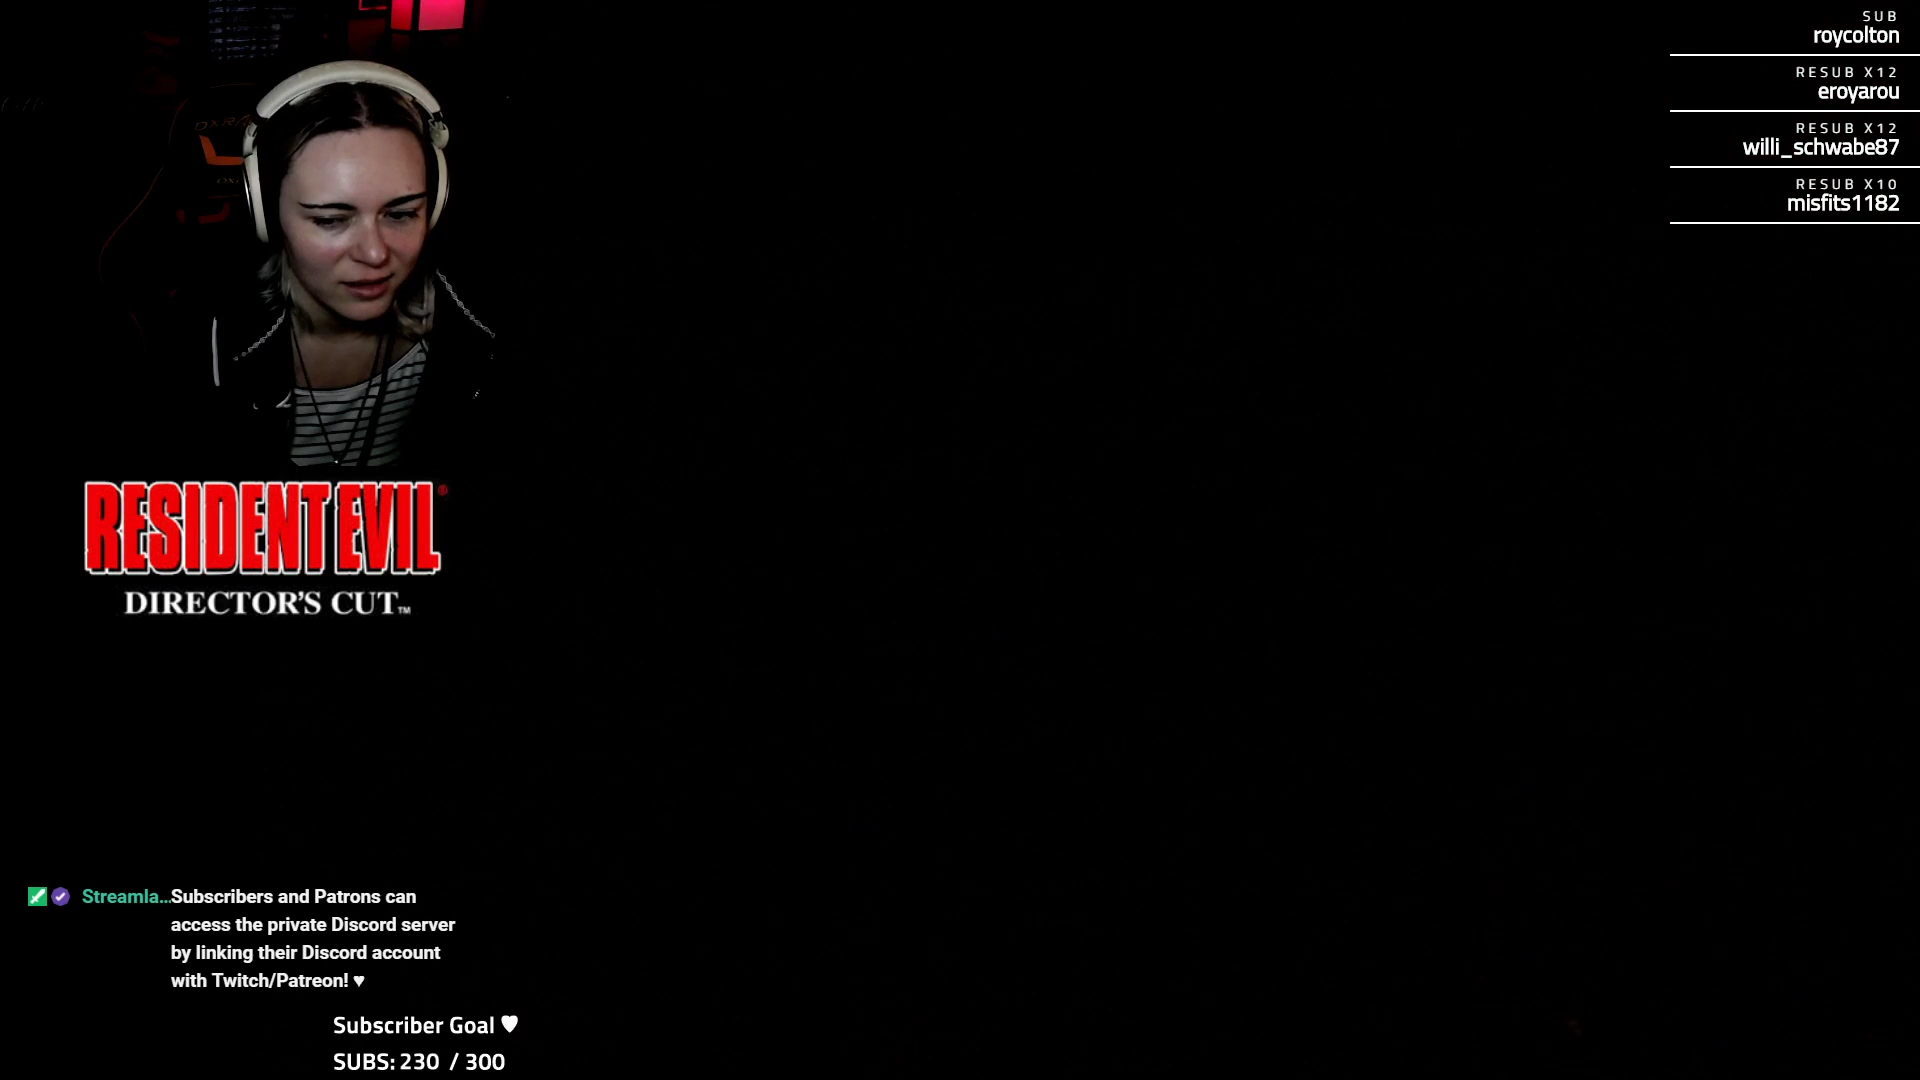 SUB
roycolton
RESUB X12
eroyarou
RESUB X12
willi_schwabe87
RESUB X10
misfits1182
RESIDENT EVIL®
DIRECTOR'S CUT™
Streamla... Subscribers and Patrons can
access the private Discord server
by linking their Discord account
with Twitch/Patreon! ♥
Subscriber Goal ♥
SUBS: 230 / 300